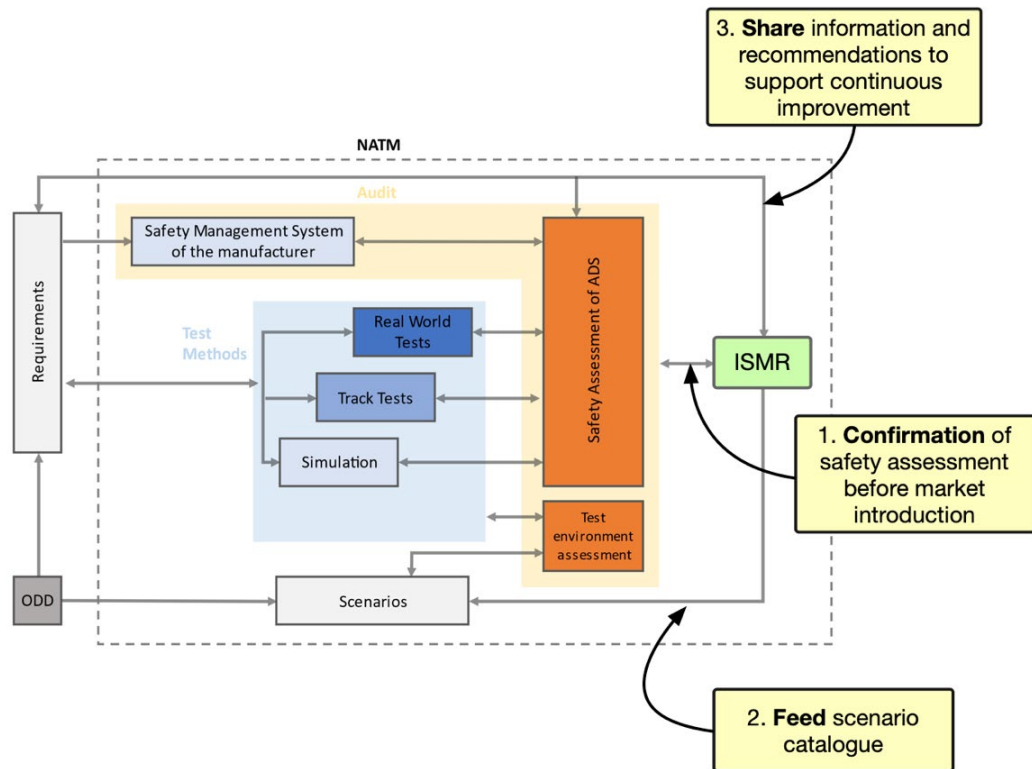 3. Share information and
recommendations to
support continuous
improvement
NATM
Audit
Safety Management System
of the manufacturer
Requirements
Safety Assessment of ADS
Test
Methods
Real World
Tests
Track Tests
Simulation
ISMR
1. Confirmation of
safety assessment
before market
introduction
Test
environment
assessment
ODD
Scenarios
2. Feed scenario
catalogue